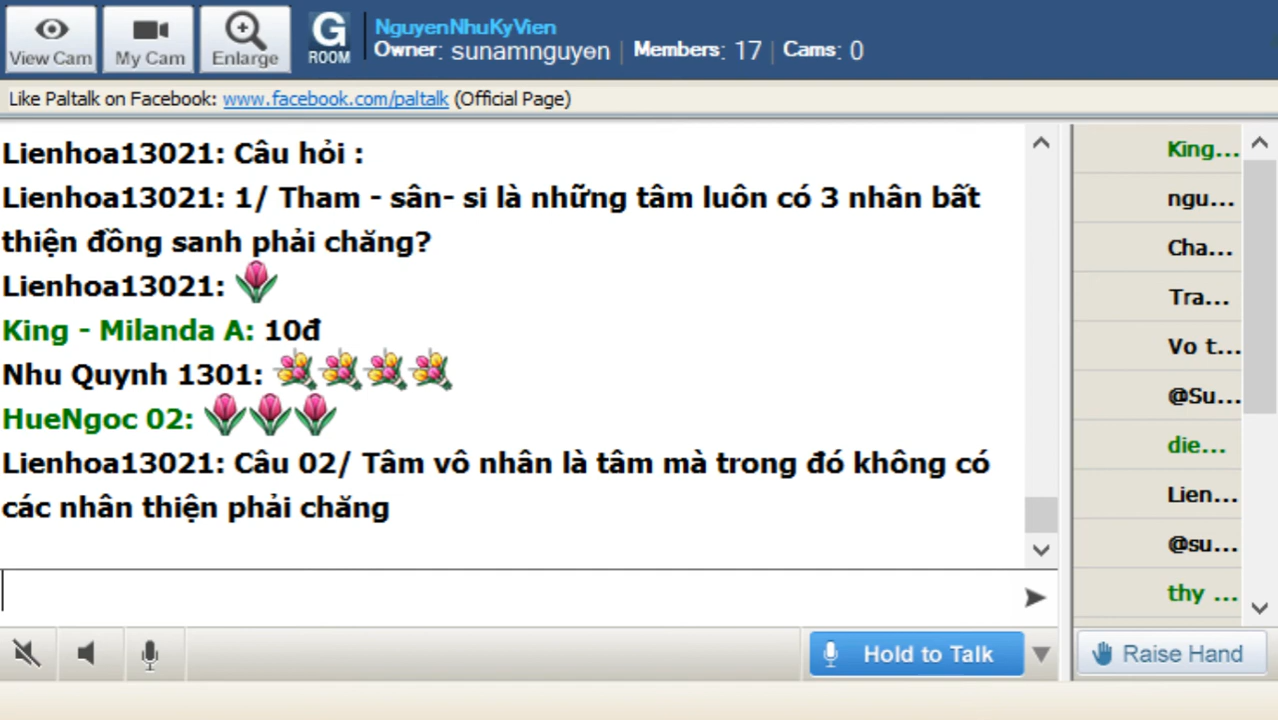 View Cam
My Cam
Enlarge
G
ROOM
NguyenNhuKyVien
Owner: sunamnguyen | Members: 17 | Cams: 0
Like Paltalk on Facebook: www.facebook.com/paltalk (Official Page)
Lienhoa13021: Câu hỏi :
Lienhoa13021: 1/ Tham - sân- si là những tâm luôn có 3 nhân bất
thiện đồng sanh phải chăng?
Lienhoa13021:
King - Milanda A: 10đ
Nhu Quynh 1301:
HueNgoc 02:
Lienhoa13021: Câu 02/ Tâm vô nhân là tâm mà trong đó không có
các nhân thiện phải chăng
King...
ngu...
Cha...
Tra...
Vo t...
@Su...
die...
Lien...
@su...
thy ...
Hold to Talk
Raise Hand